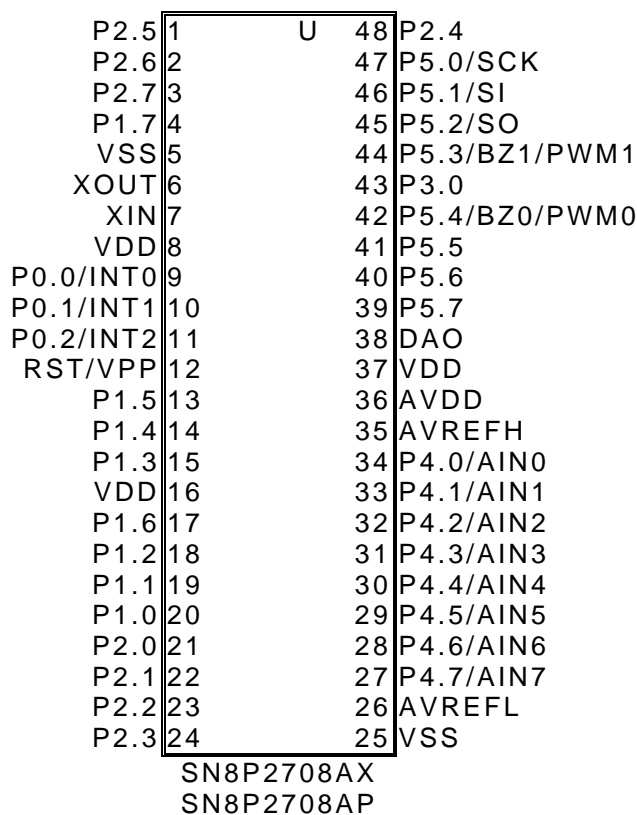 P2.5 1 U 48 P2.4
P2.6 2 47 P5.0/SCK
P2.7 3 46 P5.1/SI
P1.7 4 45 P5.2/SO
VSS 5 44 P5.3/BZ1/PWM1
XOUT 6 43 P3.0
XIN 7 42 P5.4/BZ0/PWM0
VDD 8 41 P5.5
P0.0/INT0 9 40 P5.6
P0.1/INT1 10 39 P5.7
P0.2/INT2 11 38 DAO
RST/VPP 12 37 VDD
P1.5 13 36 AVDD
P1.4 14 35 AVREFH
P1.3 15 34 P4.0/AIN0
VDD 16 33 P4.1/AIN1
P1.6 17 32 P4.2/AIN2
P1.2 18 31 P4.3/AIN3
P1.1 19 30 P4.4/AIN4
P1.0 20 29 P4.5/AIN5
P2.0 21 28 P4.6/AIN6
P2.1 22 27 P4.7/AIN7
P2.2 23 26 AVREFL
P2.3 24 25 VSS
SN8P2708AX
SN8P2708AP